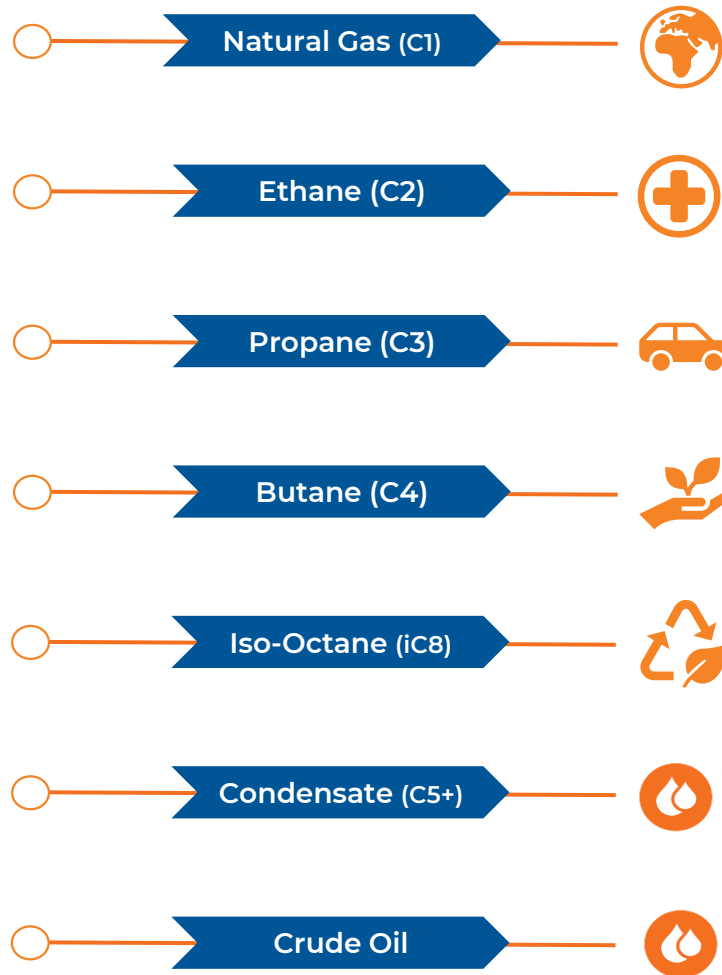 Natural Gas (C1)
Ethane (C2)
Propane (C3)
Butane (C4)
Iso-Octane (iC8)
Condensate (C5+)
Crude Oil